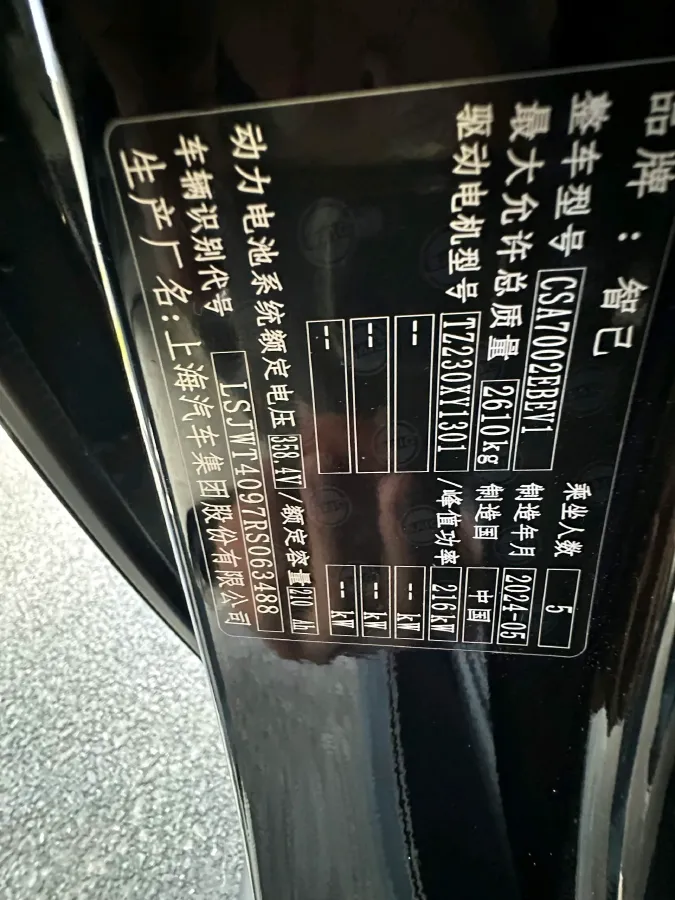 品牌：智己
整车型号 CSA7002EBEV1 乘坐人数 5
最大允许总质量 2610kg 制造年月 2024-05
驱动电机型号 TZ230XY1301 制造国 中国
/峰值功率 216kW
-- -- kW
-- -- kW
-- -- kW
动力电池系统额定电压 358.4V /额定容量 210 Ah
车辆识别代号 LSJWT4097RS063488
生产厂名：上海汽车集团股份有限公司